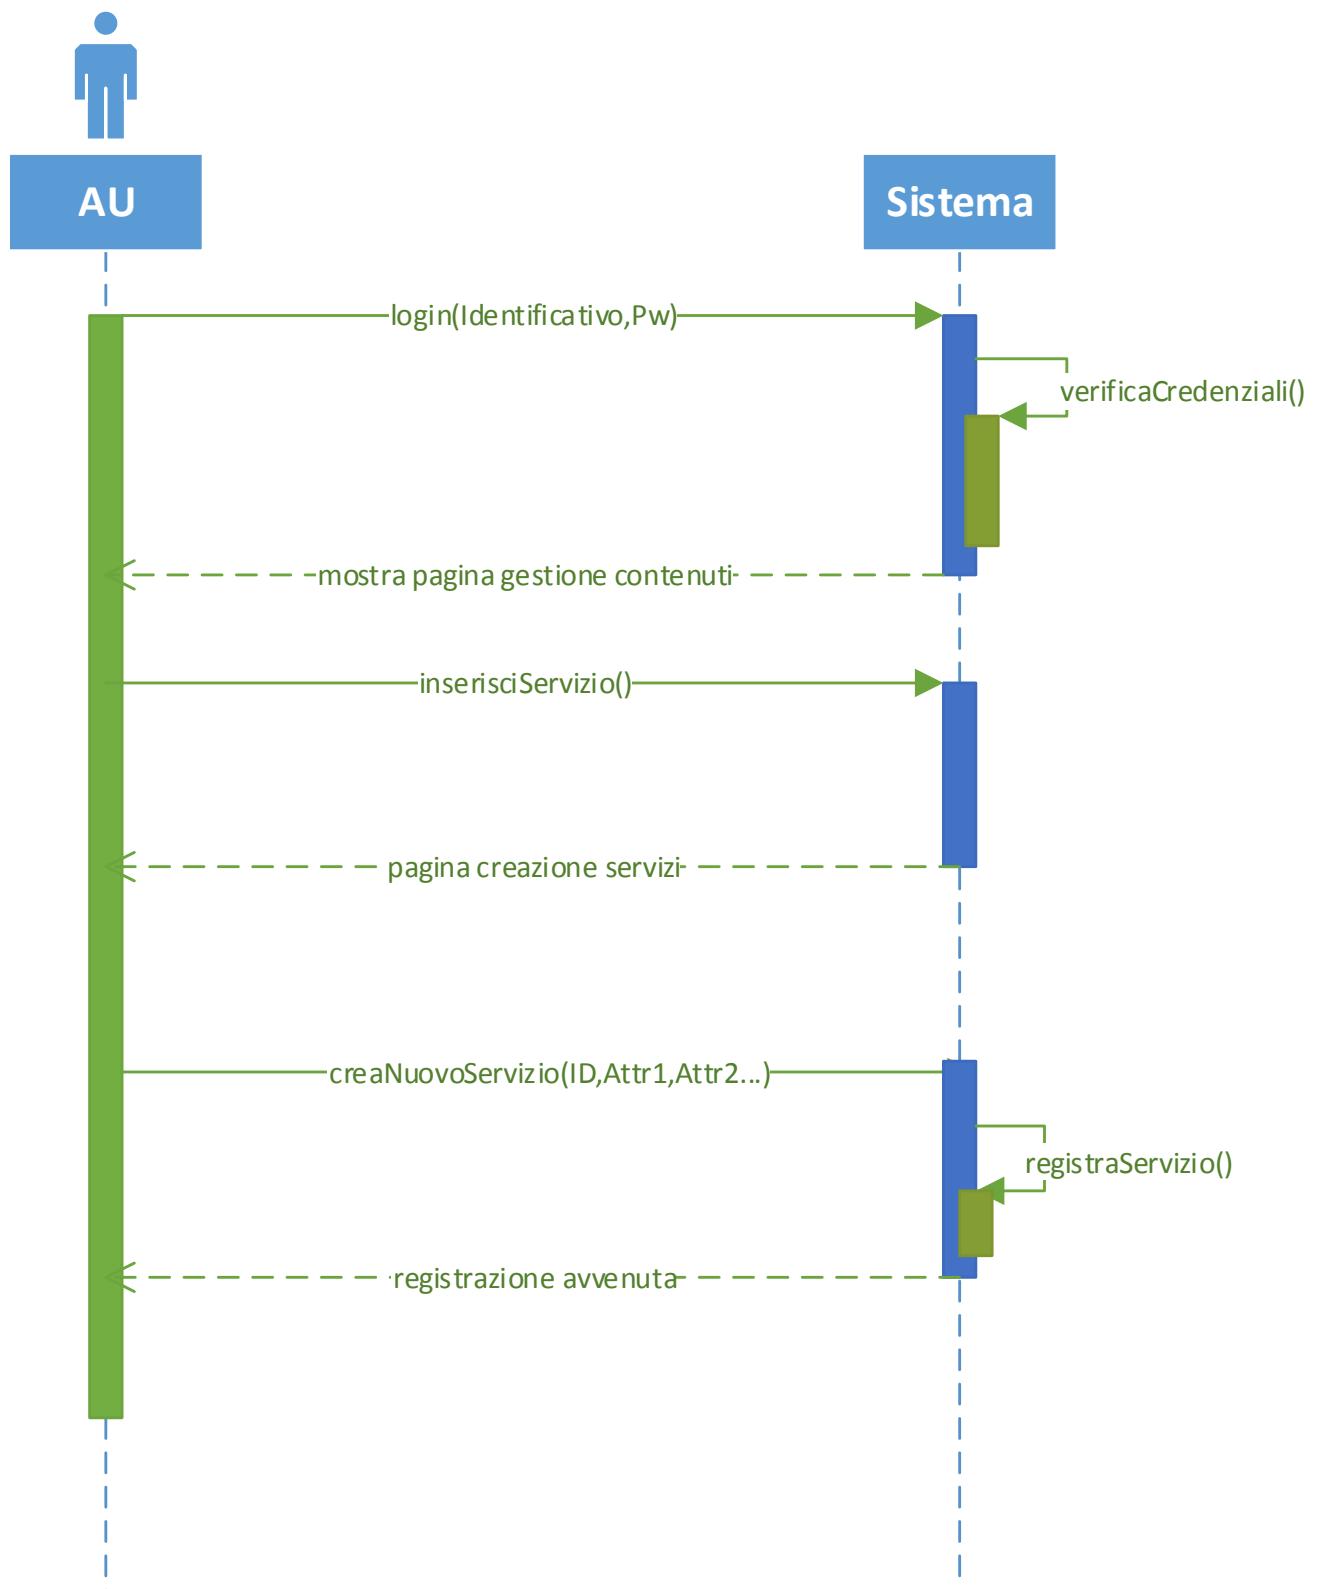 AU
Sistema
login(Identificativo,Pw)
verificaCredenziali()
mostra pagina gestione contenuti
inserisciServizio()
pagina creazione servizi
creaNuovoServizio(ID,Attr1,Attr2...)
registraServizio()
registrazione avvenuta